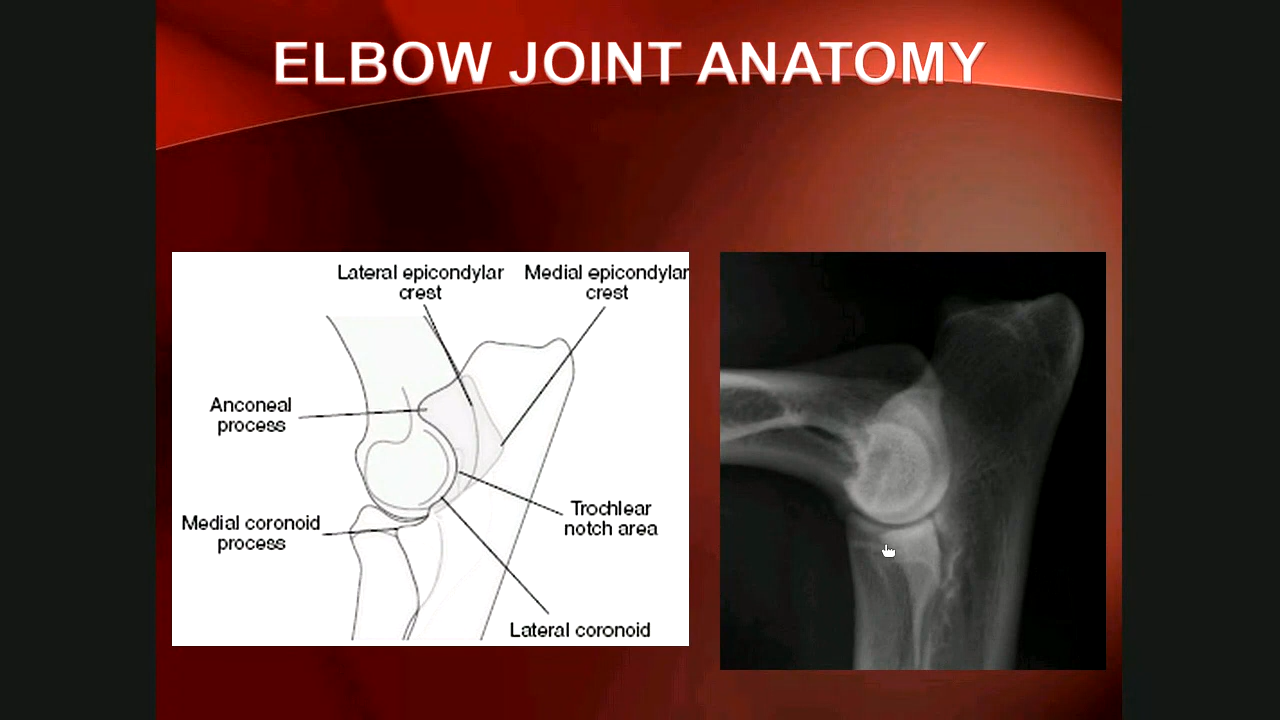 ELBOW JOINT ANATOMY
Lateral epicondylar
crest
Medial epicondylar
crest
Anconeal
process
Trochlear
notch area
Medial coronoid
process
Lateral coronoid